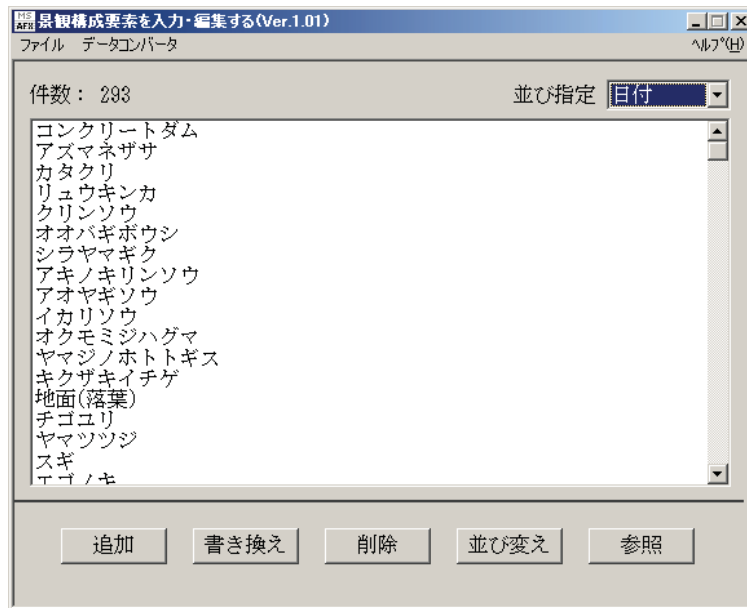 MS AFX 景観構成要素を入力・編集する(Ver.1.01)
ファイル データコンバータ ヘルプ(H)
件数： 293 並び指定 日付
コンクリートダム
アズマネザサ
カタクリ
リュウキンカ
クリンソウ
オオバギボウシ
シラヤマギク
アキノキリンソウ
アオヤギソウ
イカリソウ
オクモミジハグマ
ヤマジノホトトギス
キクザキイチゲ
地面(落葉)
チゴユリ
ヤマツツジ
スギ
エゴノキ
追加 書き換え 削除 並び変え 参照